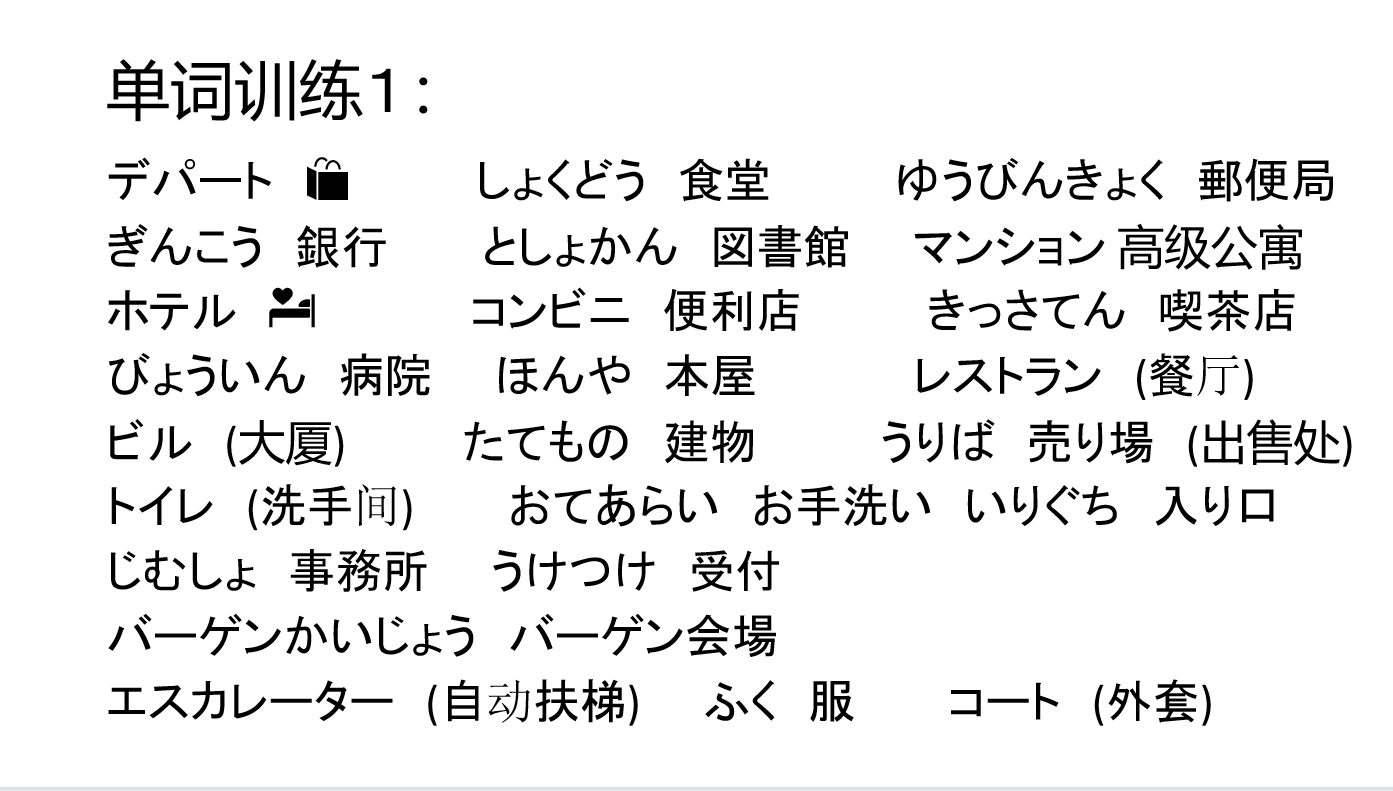 单词训练1：
デパート 🛍 しょくどう 食堂 ゆうびんきょく 郵便局
ぎんこう 銀行 としょかん 図書館 マンション 高级公寓
ホテル 🏩 コンビニ 便利店 きっさてん 喫茶店
びょういん 病院 ほんや 本屋 レストラン (餐厅)
ビル (大厦) たてもの 建物 うりば 売り場 (出售处)
トイレ (洗手间) おてあらい お手洗い いりぐち 入り口
じむしょ 事務所 うけつけ 受付
バーゲンかいじょう バーゲン会場
エスカレーター (自动扶梯) ふく 服 コート (外套)